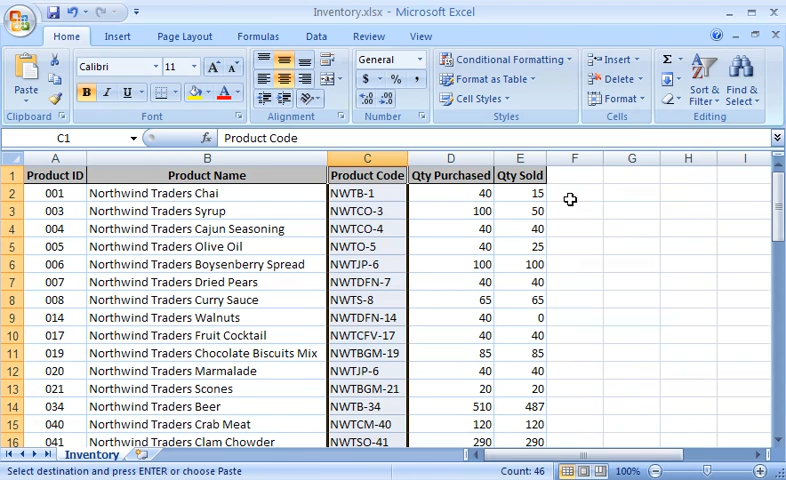 Inventory.xlsx - Microsoft Excel
Home Insert Page Layout Formulas Data Review View
Paste
Calibri 11
B I U A
General
$ % ,
Conditional Formatting
Format as Table
Cell Styles
Insert
Delete
Format
Σ
Sort & Filter
Find & Select
Clipboard Font Alignment Number Styles Cells Editing
C1 fx Product Code
A B C D E F G H I
1 Product ID Product Name Product Code Qty Purchased Qty Sold
2 001 Northwind Traders Chai NWTB-1 40 15
3 003 Northwind Traders Syrup NWTCO-3 100 50
4 004 Northwind Traders Cajun Seasoning NWTCO-4 40 40
5 005 Northwind Traders Olive Oil NWTO-5 40 25
6 006 Northwind Traders Boysenberry Spread NWTJP-6 100 100
7 007 Northwind Traders Dried Pears NWTDFN-7 40 40
8 008 Northwind Traders Curry Sauce NWTS-8 65 65
9 014 Northwind Traders Walnuts NWTDFN-14 40 0
10 017 Northwind Traders Fruit Cocktail NWTCFV-17 40 40
11 019 Northwind Traders Chocolate Biscuits Mix NWTBGM-19 85 85
12 020 Northwind Traders Marmalade NWTJP-6 40 40
13 021 Northwind Traders Scones NWTBGM-21 20 20
14 034 Northwind Traders Beer NWTB-34 510 487
15 040 Northwind Traders Crab Meat NWTCM-40 120 120
16 041 Northwind Traders Clam Chowder NWTSO-41 290 290
Inventory
Select destination and press ENTER or choose Paste Count: 46 100%